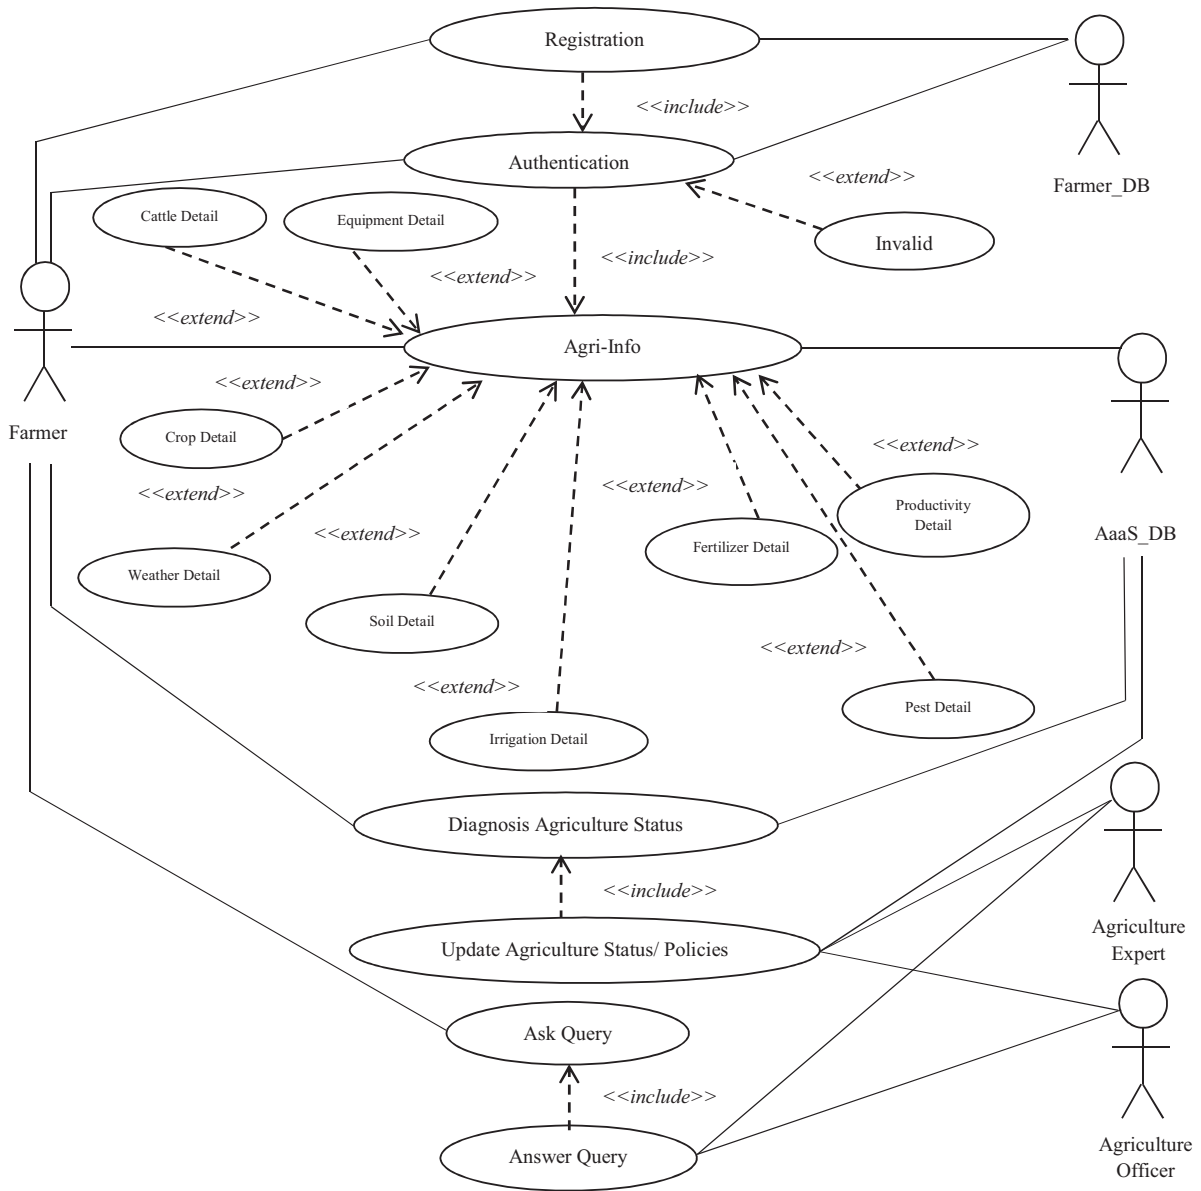 Registration
<<include>>
Authentication
Farmer_DB
<<extend>>
Cattle Detail
Equipment Detail
Invalid
<<include>>
<<extend>>
<<extend>>
Agri-Info
<<extend>>
Farmer
Crop Detail
<<extend>>
<<extend>>
<<extend>>
Productivity
Detail
<<extend>>
AaaS_DB
Fertilizer Detail
Weather Detail
Soil Detail
<<extend>>
<<extend>>
Pest Detail
Irrigation Detail
Diagnosis Agriculture Status
<<include>>
Agriculture
Expert
Update Agriculture Status/ Policies
Ask Query
<<include>>
Answer Query
Agriculture
Officer